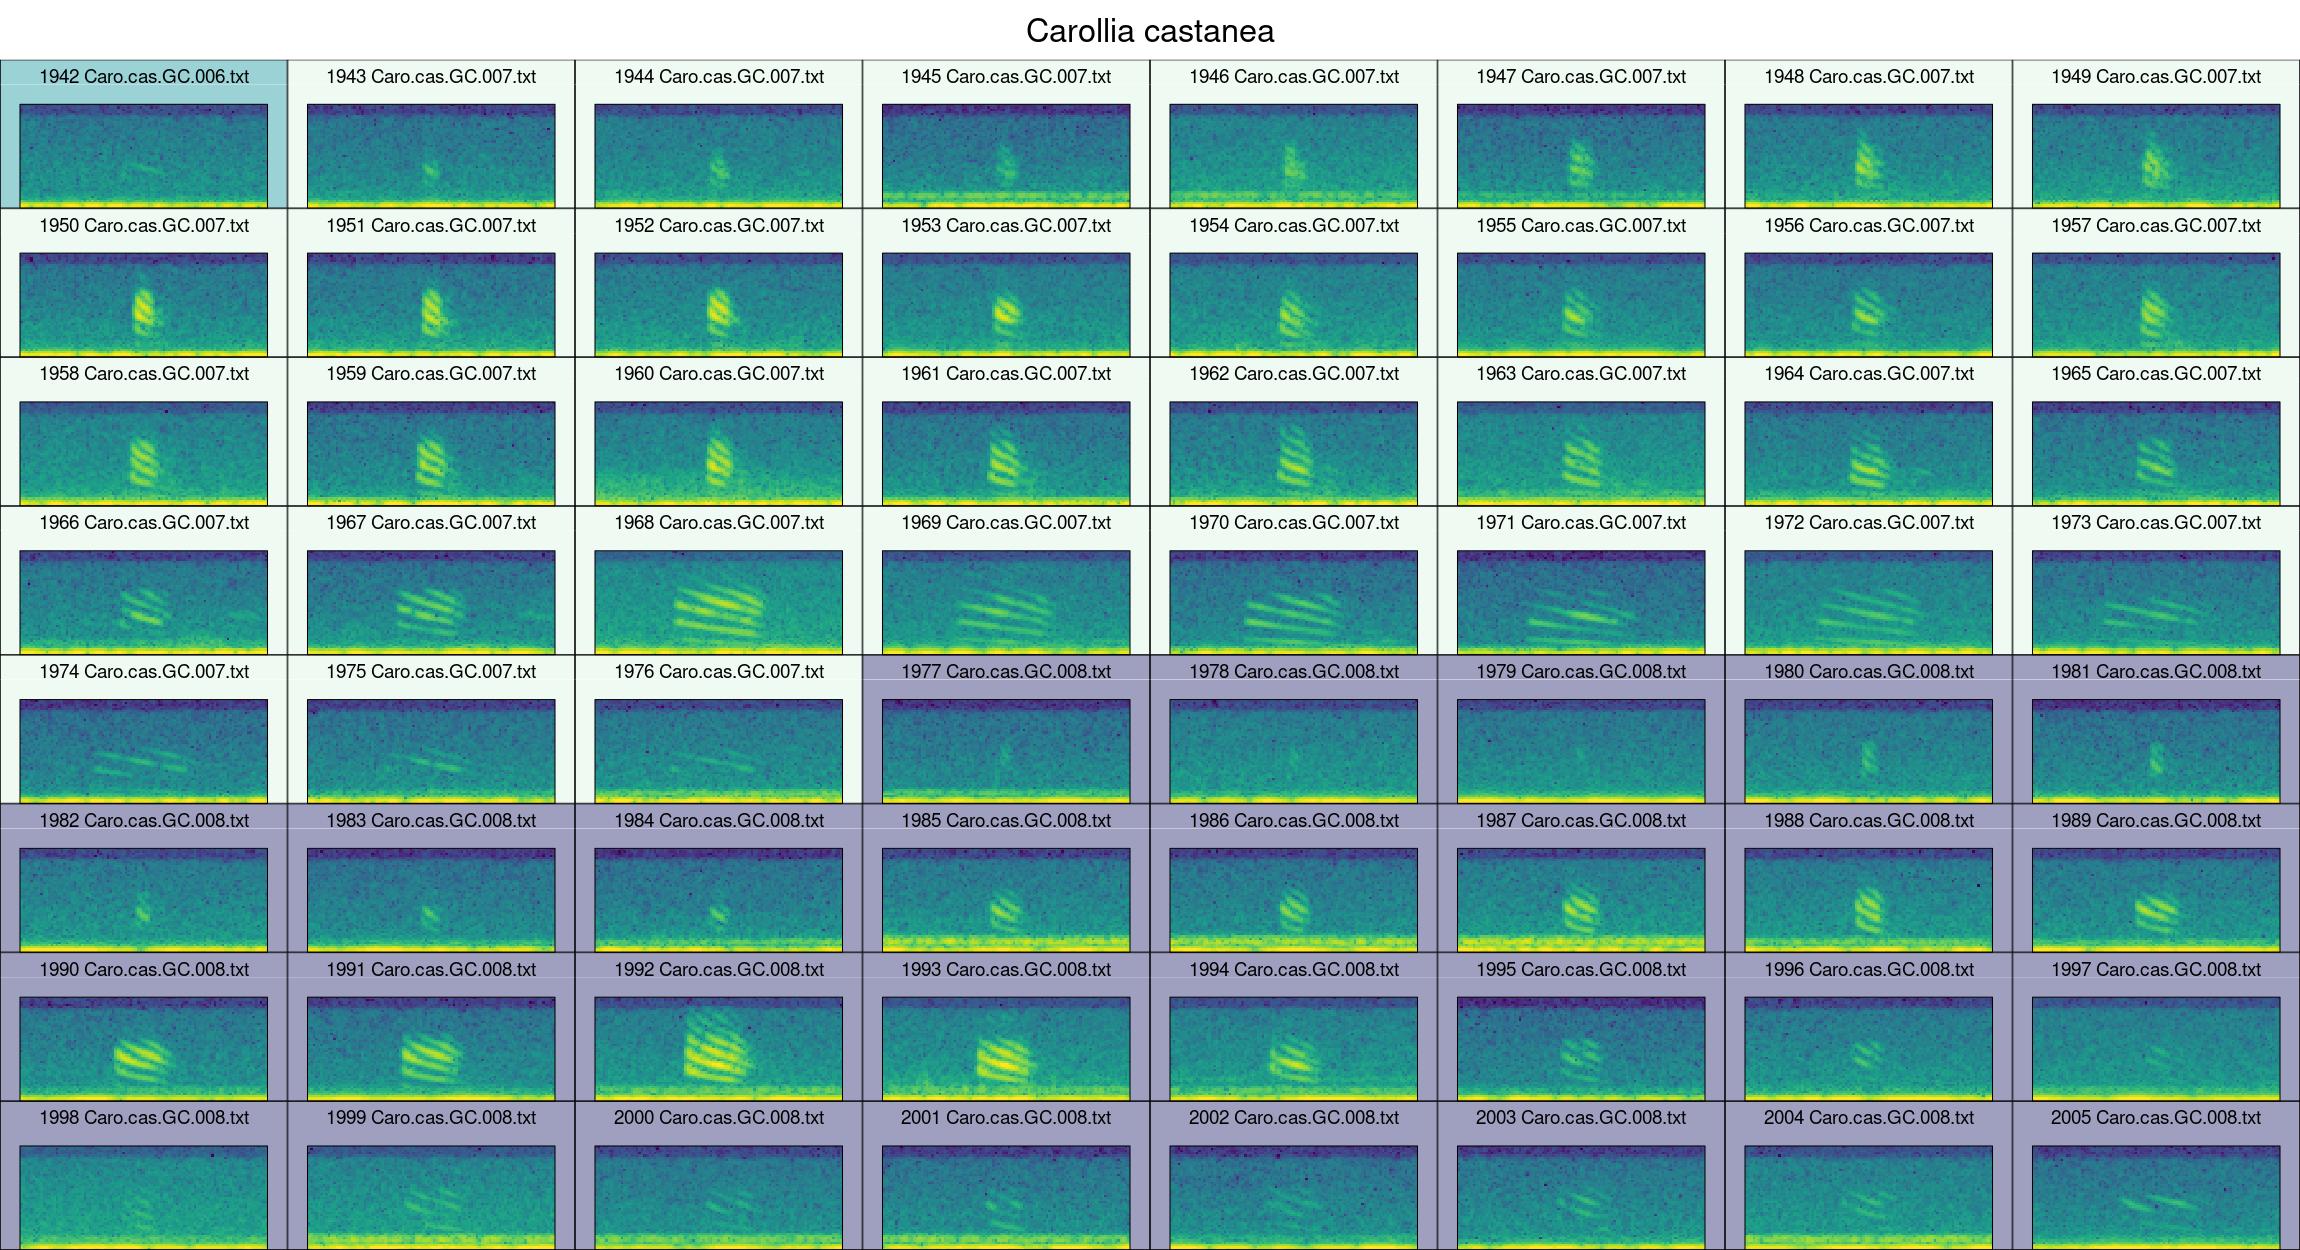 Carollia castanea
1942 Caro.cas.GC.006.txt 1943 Caro.cas.GC.007.txt 1944 Caro.cas.GC.007.txt 1945 Caro.cas.GC.007.txt 1946 Caro.cas.GC.007.txt 1947 Caro.cas.GC.007.txt 1948 Caro.cas.GC.007.txt 1949 Caro.cas.GC.007.txt
1950 Caro.cas.GC.007.txt 1951 Caro.cas.GC.007.txt 1952 Caro.cas.GC.007.txt 1953 Caro.cas.GC.007.txt 1954 Caro.cas.GC.007.txt 1955 Caro.cas.GC.007.txt 1956 Caro.cas.GC.007.txt 1957 Caro.cas.GC.007.txt
1958 Caro.cas.GC.007.txt 1959 Caro.cas.GC.007.txt 1960 Caro.cas.GC.007.txt 1961 Caro.cas.GC.007.txt 1962 Caro.cas.GC.007.txt 1963 Caro.cas.GC.007.txt 1964 Caro.cas.GC.007.txt 1965 Caro.cas.GC.007.txt
1966 Caro.cas.GC.007.txt 1967 Caro.cas.GC.007.txt 1968 Caro.cas.GC.007.txt 1969 Caro.cas.GC.007.txt 1970 Caro.cas.GC.007.txt 1971 Caro.cas.GC.007.txt 1972 Caro.cas.GC.007.txt 1973 Caro.cas.GC.007.txt
1974 Caro.cas.GC.007.txt 1975 Caro.cas.GC.007.txt 1976 Caro.cas.GC.007.txt 1977 Caro.cas.GC.008.txt 1978 Caro.cas.GC.008.txt 1979 Caro.cas.GC.008.txt 1980 Caro.cas.GC.008.txt 1981 Caro.cas.GC.008.txt
1982 Caro.cas.GC.008.txt 1983 Caro.cas.GC.008.txt 1984 Caro.cas.GC.008.txt 1985 Caro.cas.GC.008.txt 1986 Caro.cas.GC.008.txt 1987 Caro.cas.GC.008.txt 1988 Caro.cas.GC.008.txt 1989 Caro.cas.GC.008.txt
1990 Caro.cas.GC.008.txt 1991 Caro.cas.GC.008.txt 1992 Caro.cas.GC.008.txt 1993 Caro.cas.GC.008.txt 1994 Caro.cas.GC.008.txt 1995 Caro.cas.GC.008.txt 1996 Caro.cas.GC.008.txt 1997 Caro.cas.GC.008.txt
1998 Caro.cas.GC.008.txt 1999 Caro.cas.GC.008.txt 2000 Caro.cas.GC.008.txt 2001 Caro.cas.GC.008.txt 2002 Caro.cas.GC.008.txt 2003 Caro.cas.GC.008.txt 2004 Caro.cas.GC.008.txt 2005 Caro.cas.GC.008.txt